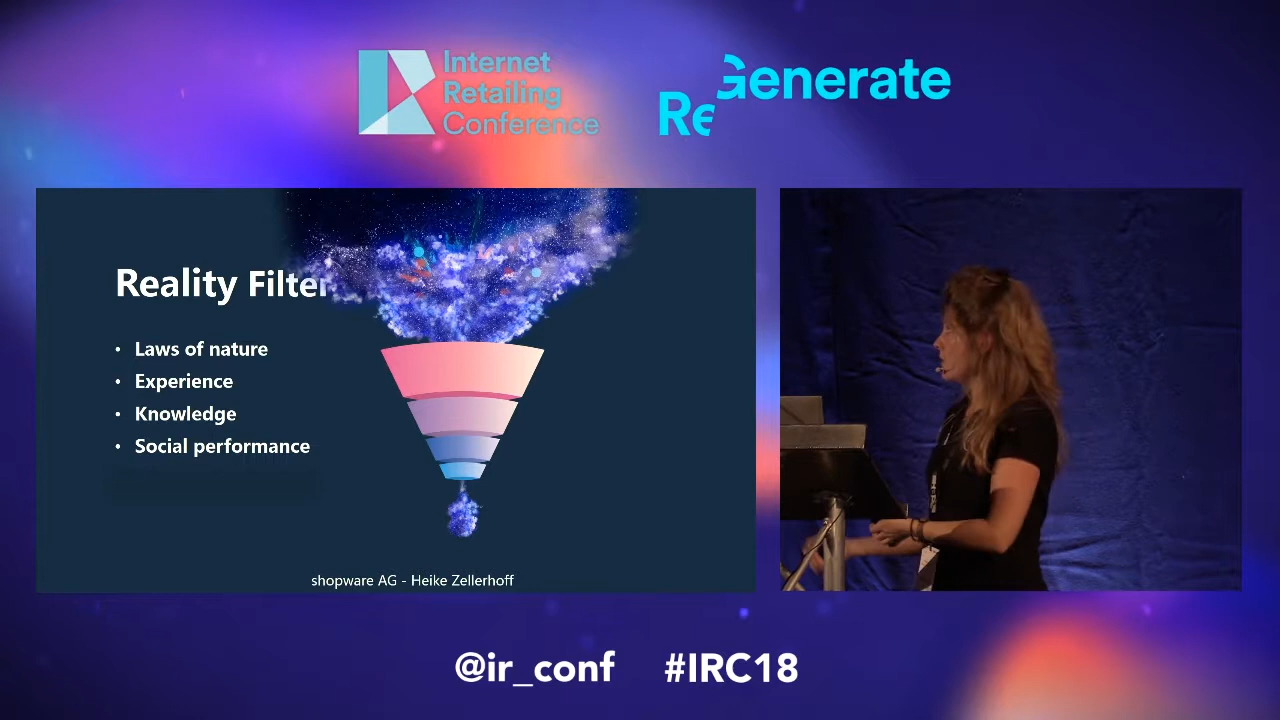 Internet
Retailing
Conference
ReGenerate
Reality Filter
• Laws of nature
• Experience
• Knowledge
• Social performance
shopware AG - Heike Zellerhoff
@ir_conf #IRC18